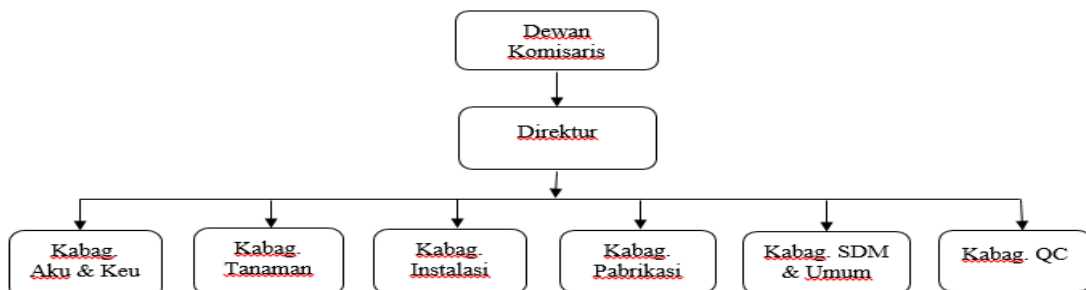 Dewan
Komisaris
Direktur
Kabag.
Aku & Keu
Kabag.
Tanaman
Kabag.
Instalasi
Kabag.
Pabrikasi
Kabag. SDM
& Umum
Kabag. QC